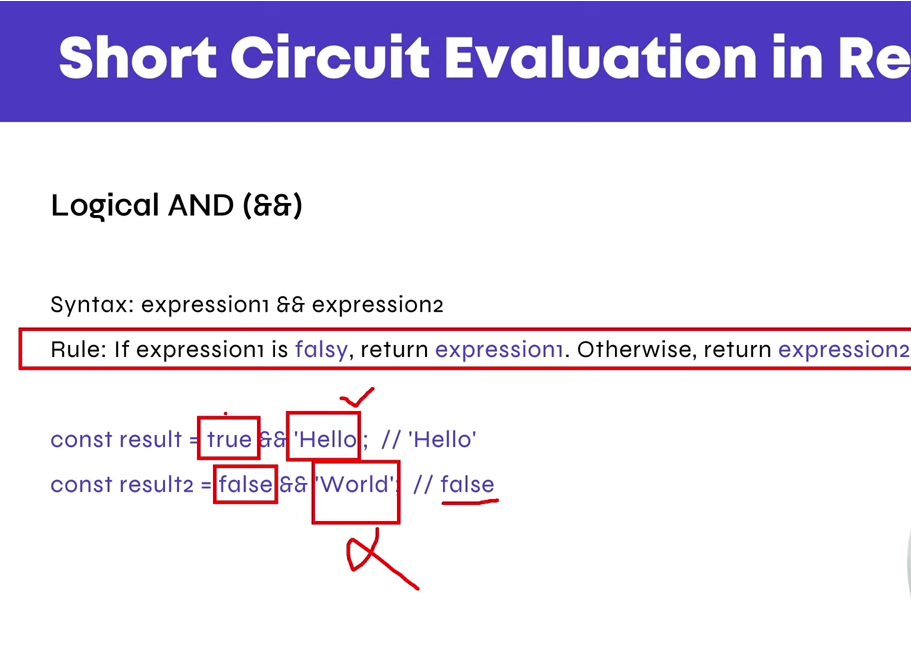 Short Circuit Evaluation in Re
Logical AND (&&)
Syntax: expression1 && expression2
Rule: If expression1 is falsy, return expression1. Otherwise, return expression2
const result = true && 'Hello'; // 'Hello'
const result2 = false && 'World'; // false